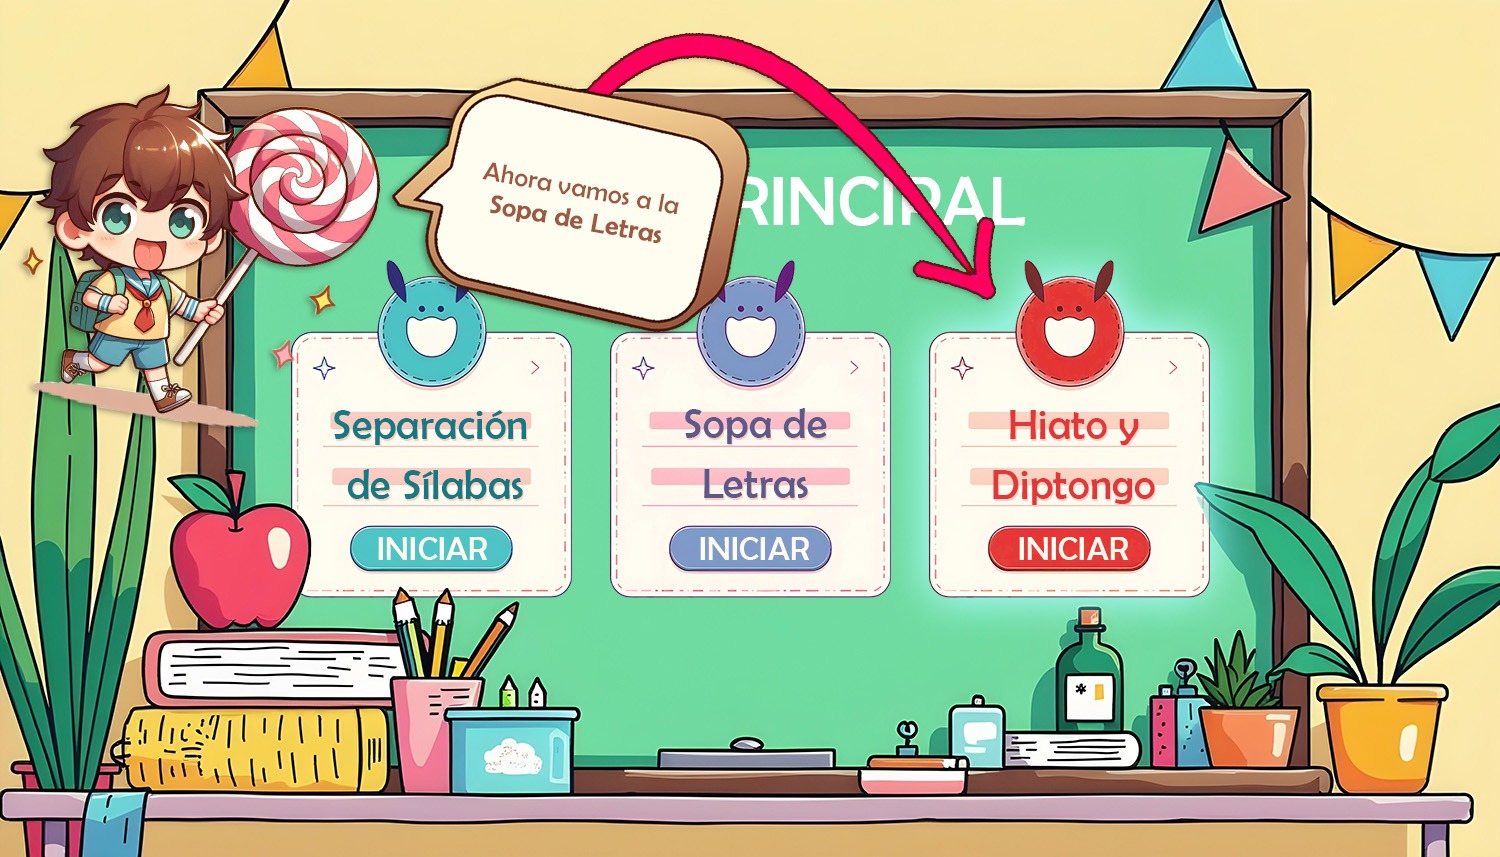 Ahora vamos a la
Sopa de Letras
RINCIPAL
Separación
de Sílabas
INICIAR
Sopa de
Letras
INICIAR
Hiato y
Diptongo
INICIAR